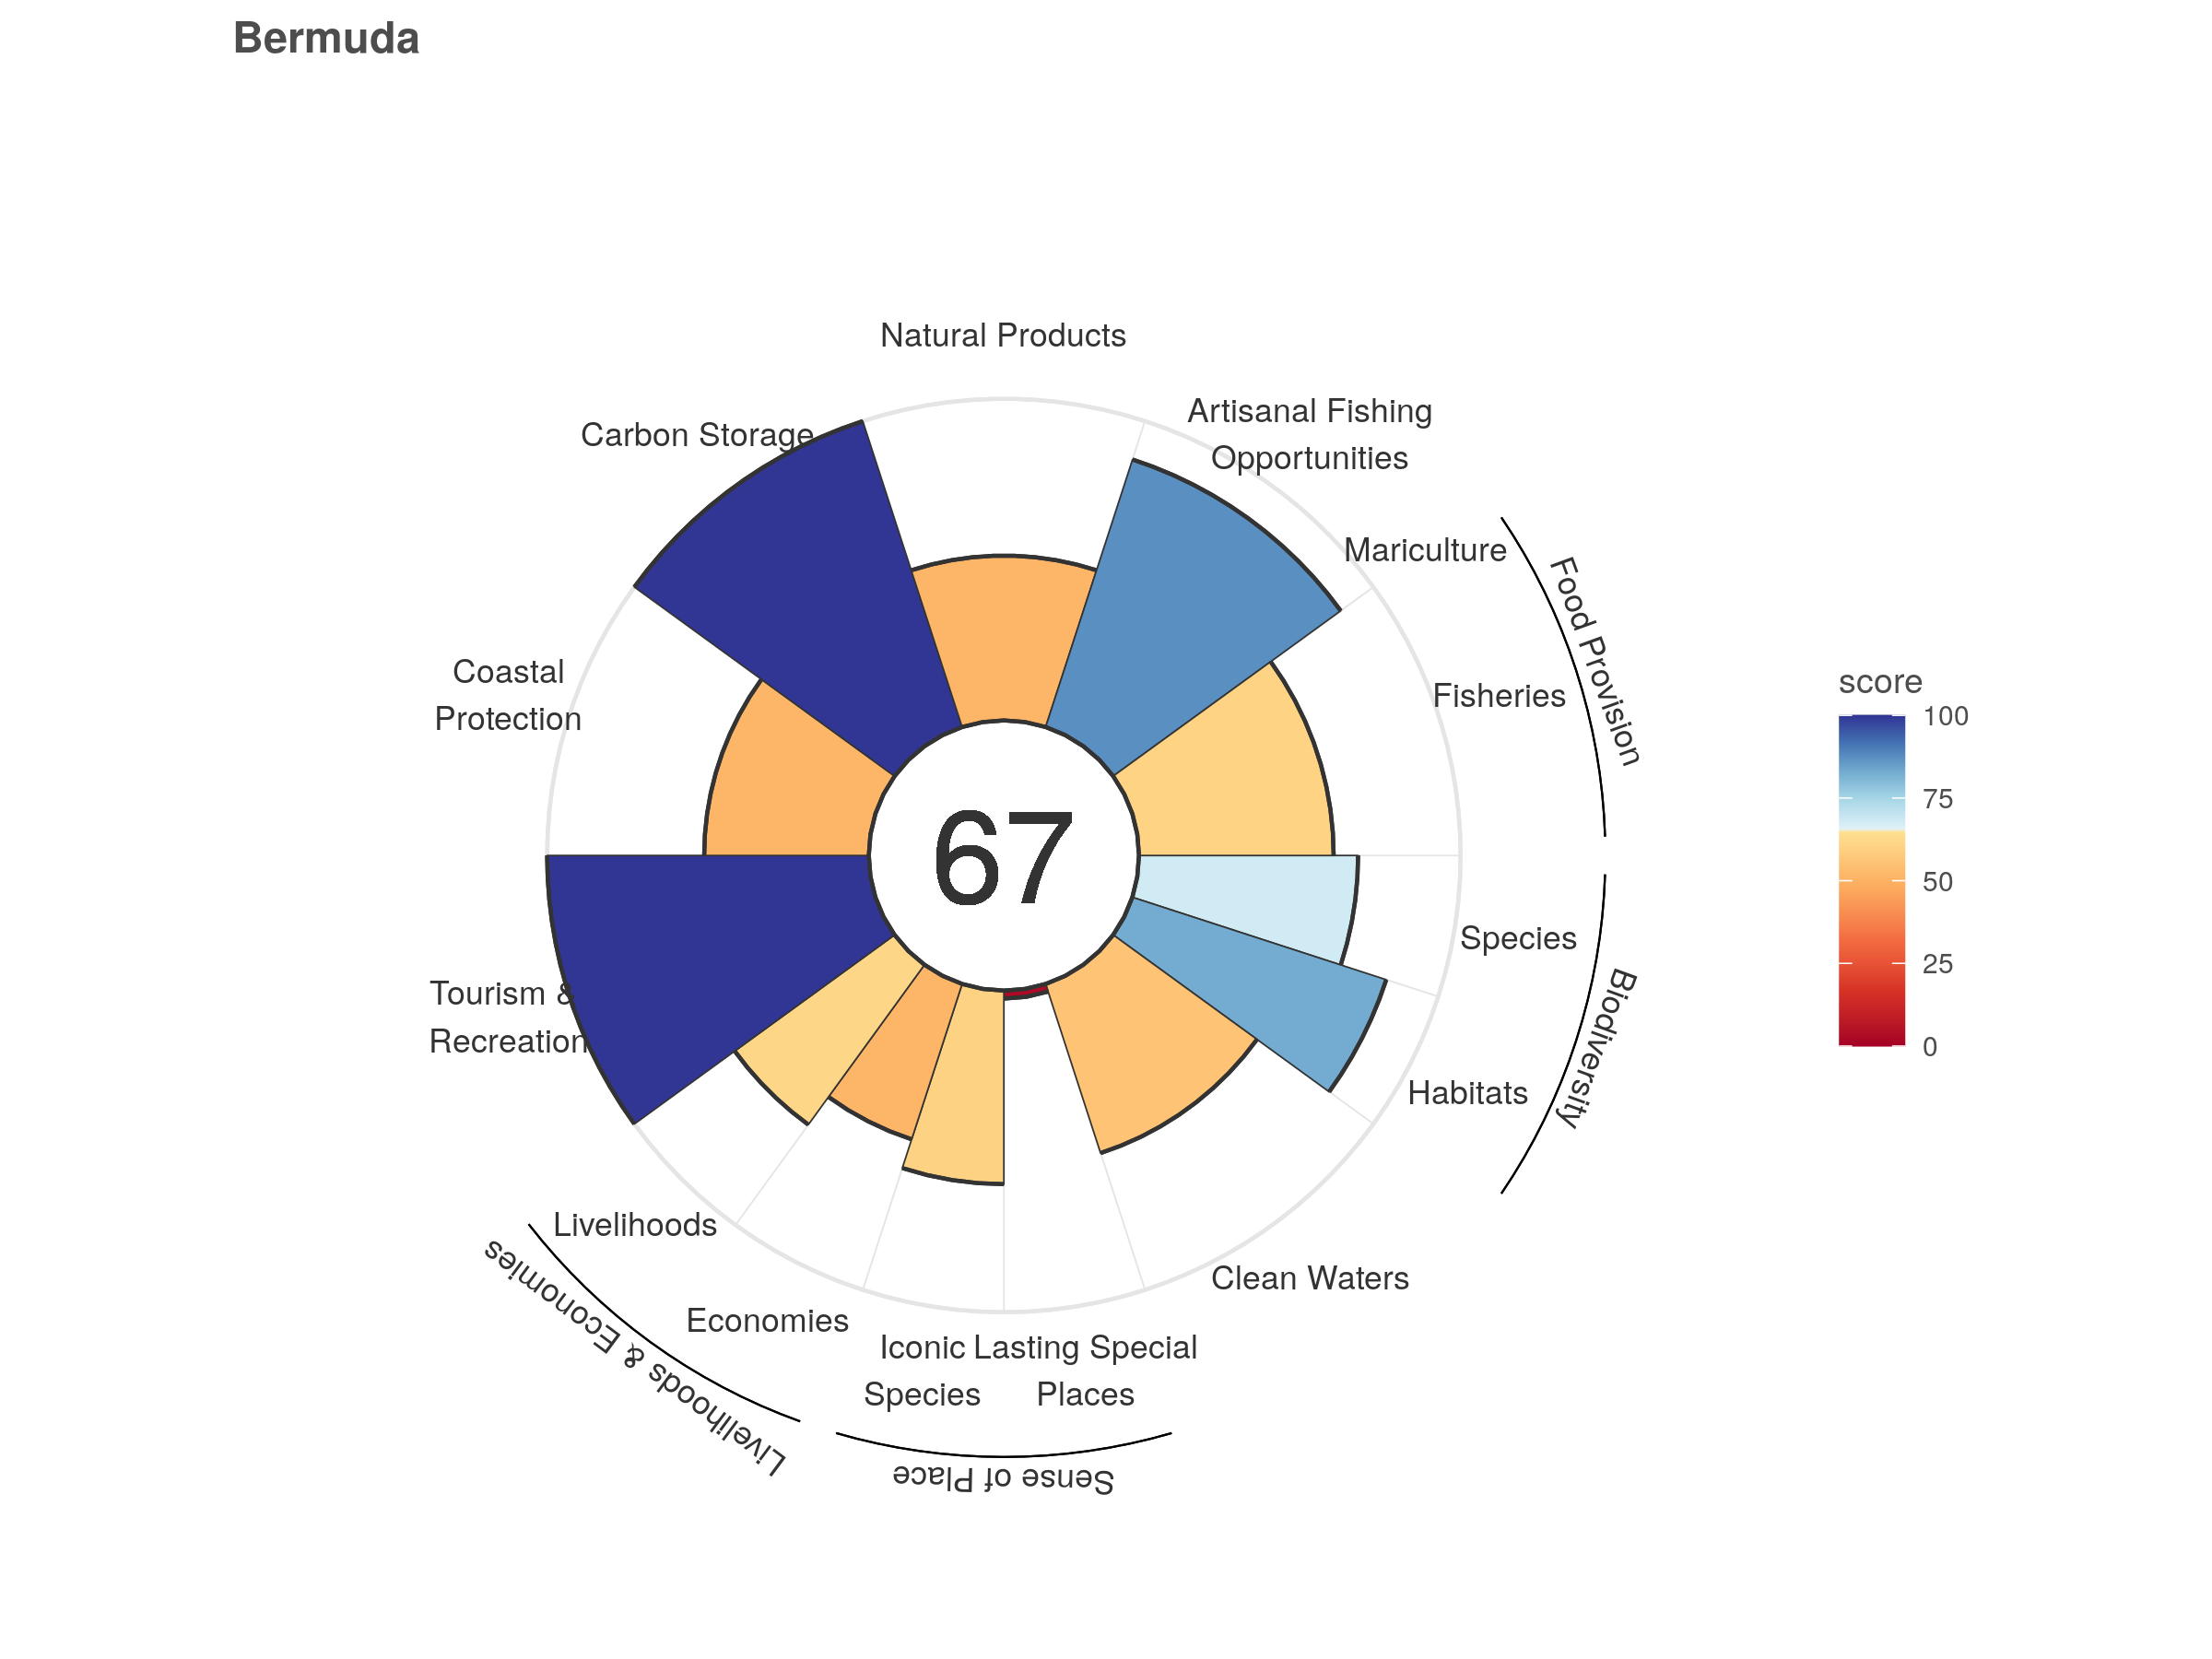 Bermuda
Natural Products
Artisanal Fishing
Opportunities
Carbon Storage
Mariculture
Food Provision
Fisheries
Coastal
Protection
score
100
75
50
25
0
67
Species
Biodiversity
Habitats
Tourism &
Recreation
Livelihoods
Livelihoods & Economies
Economies
Clean Waters
Iconic
Species
Lasting Special
Places
Sense of Place